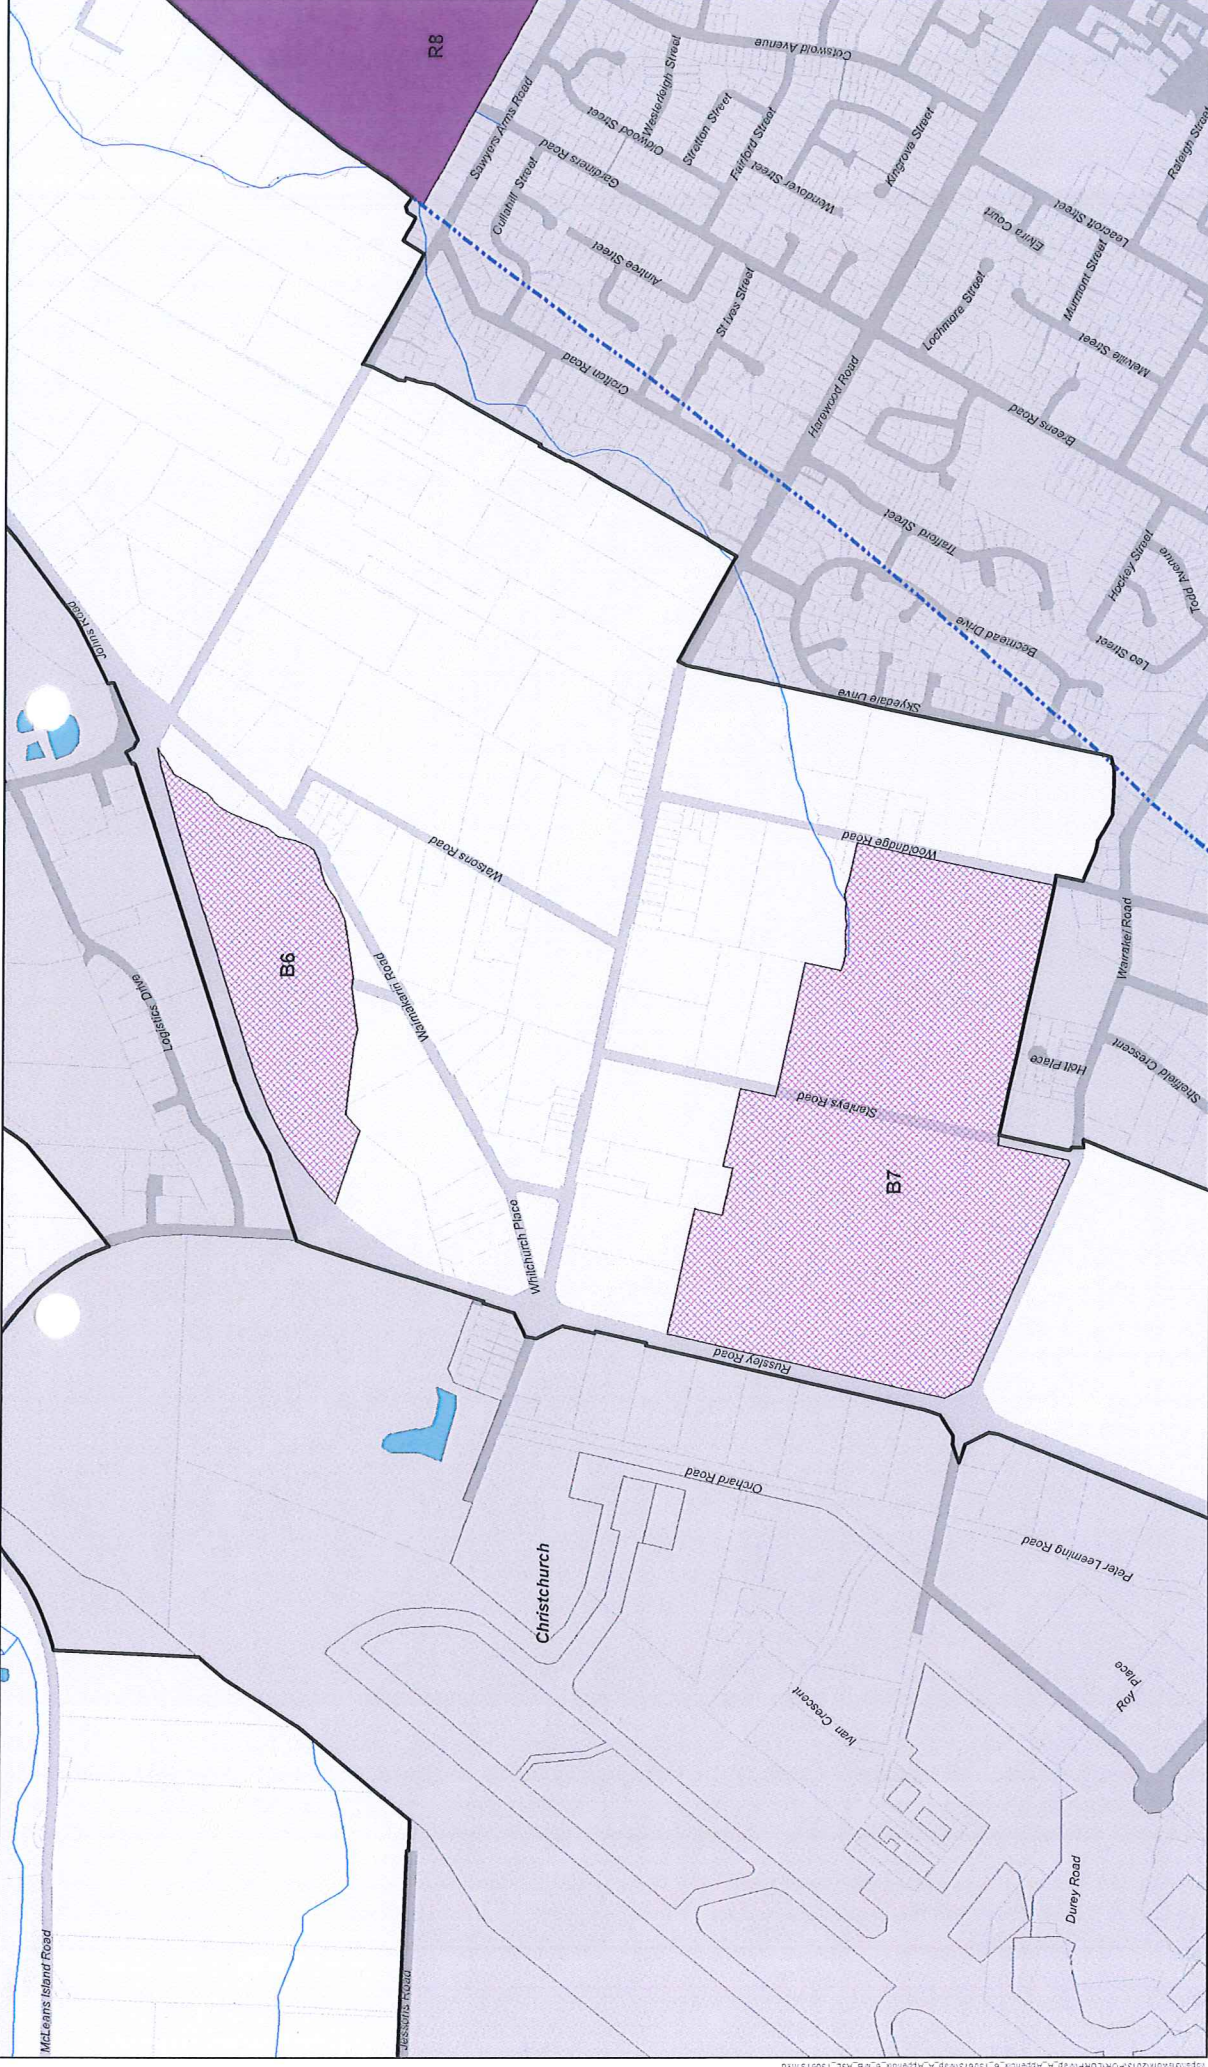 R8
Cotswold Avenue
Sawyers Arms Road
Westerleigh Street
Oldwood Street
Stretton Street
Fairford Street
Gardiners Road
Cullahill Street
Wendover Street
Kingrove Street
Raleigh Street
Leacroft Street
Elvira Court
Murmont Street
Aintree Street
St Ives Street
Lochmore Street
Melville Street
Crofton Road
Harewood Road
Breens Road
Trafford Street
Hockey Street
Todd Avenue
Leo Street
Becmead Drive
Skyedale Drive
Johns Road
Watsons Road
Wooldridge Road
B6
Waimakariri Road
Logistics Drive
Wairakei Road
Holt Place
Sheffield Crescent
Stanleys Road
B7
Whitchurch Place
Russley Road
Orchard Road
Christchurch
Peter Leeming Road
Ivan Crescent
Roy Place
Durey Road
McLeans Island Road
Jessons Road